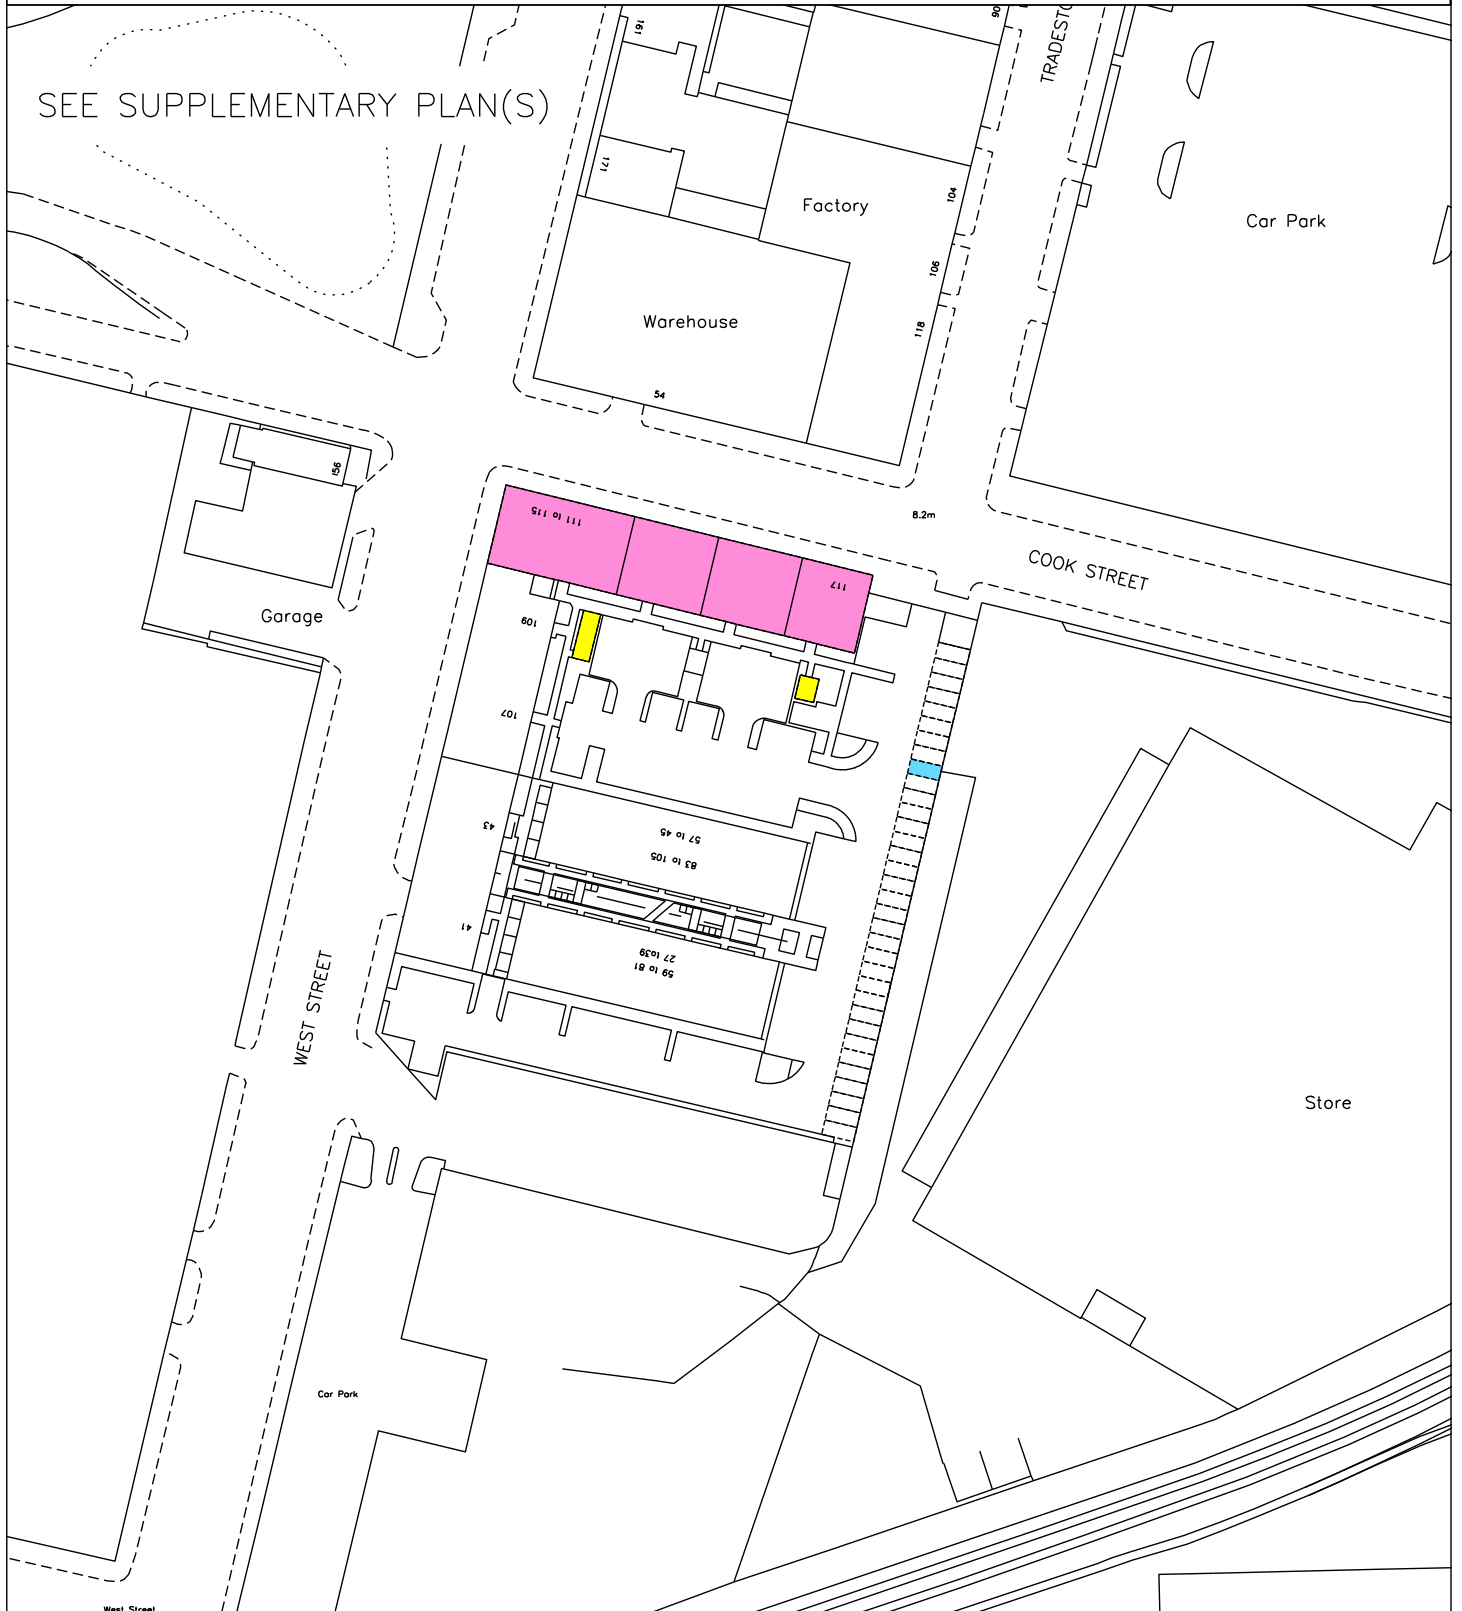 90
161
TRADESTO
SEE SUPPLEMENTARY PLAN(S)
171
104
Factory
Car Park
106
Warehouse
118
54
156
111 to 115
8.2m
COOK STREET
117
Garage
109
107
43
57 to 45
83 to 105
41
27 to39
59 to 81
WEST STREET
Store
Car Park
West Street